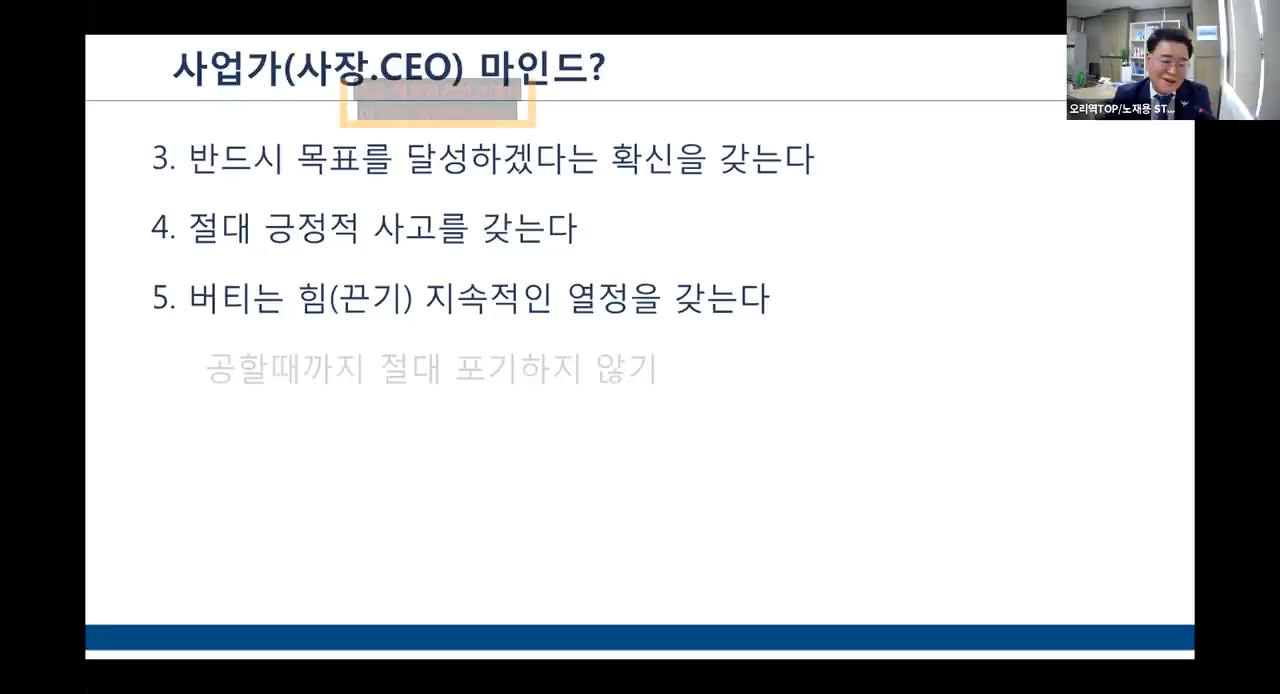 사업가(사장.CEO) 마인드?
3. 반드시 목표를 달성하겠다는 확신을 갖는다
4. 절대 긍정적 사고를 갖는다
5. 버티는 힘(끈기) 지속적인 열정을 갖는다
공할때까지 절대 포기하지 않기
오리역TOP/노재용 ST...